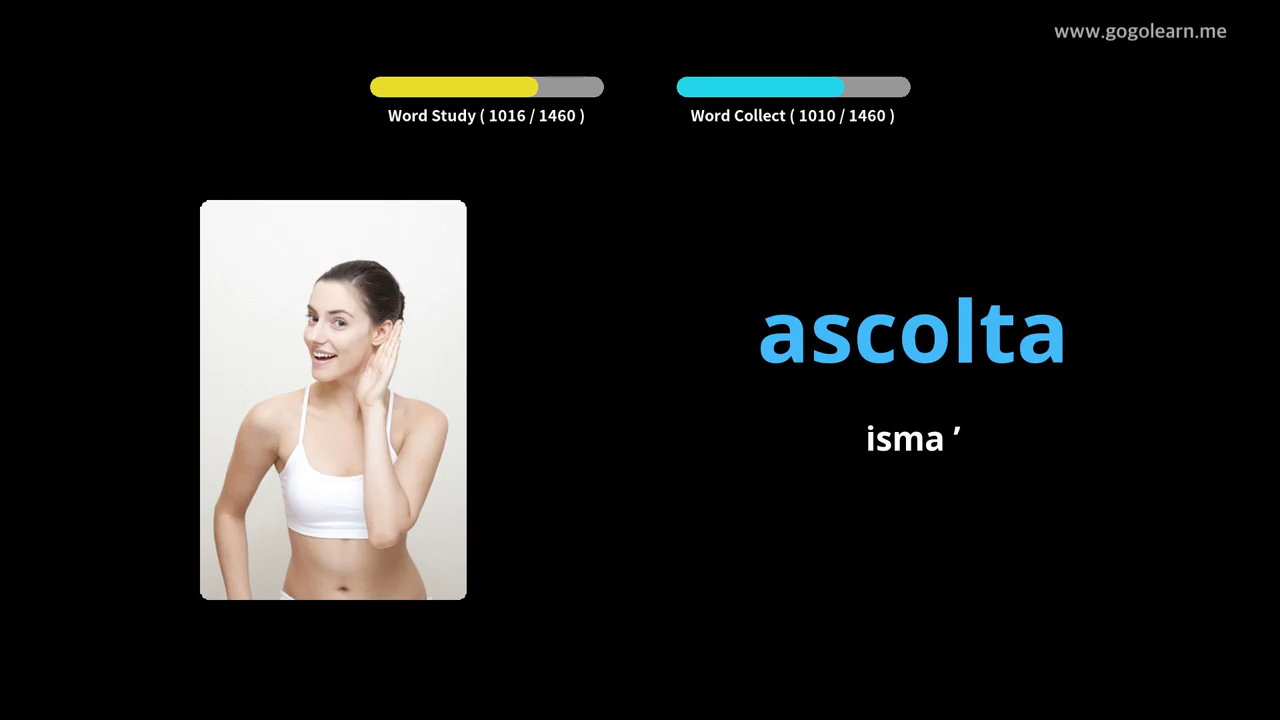 www.gogolearn.me
Word Study ( 1016 / 1460 )
Word Collect ( 1010 / 1460 )
ascolta
isma ’